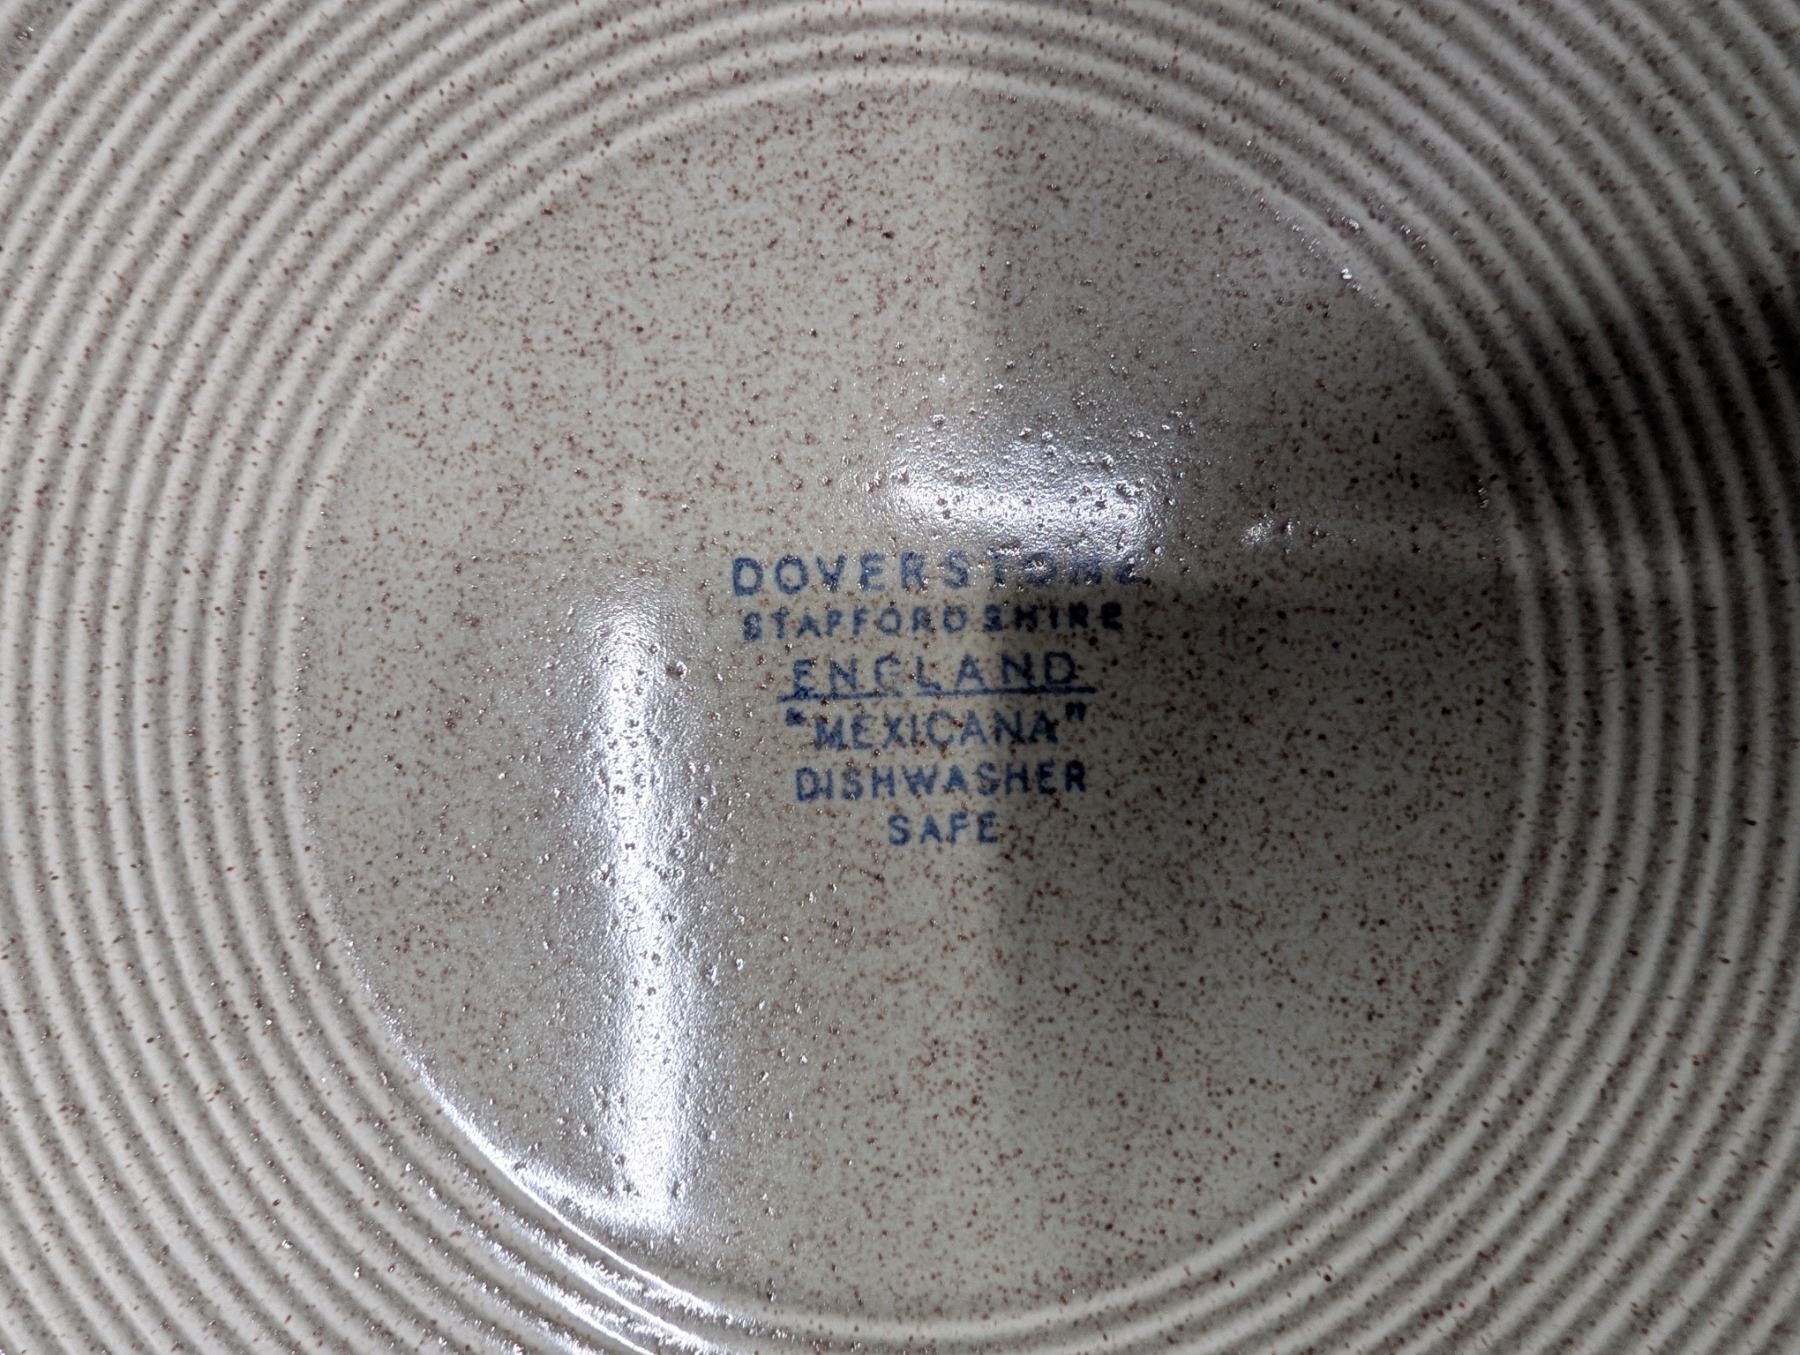 DOVERSTONE
STAFFORDSHIRE
ENGLAND
"MEXICANA"
DISHWASHER
SAFE